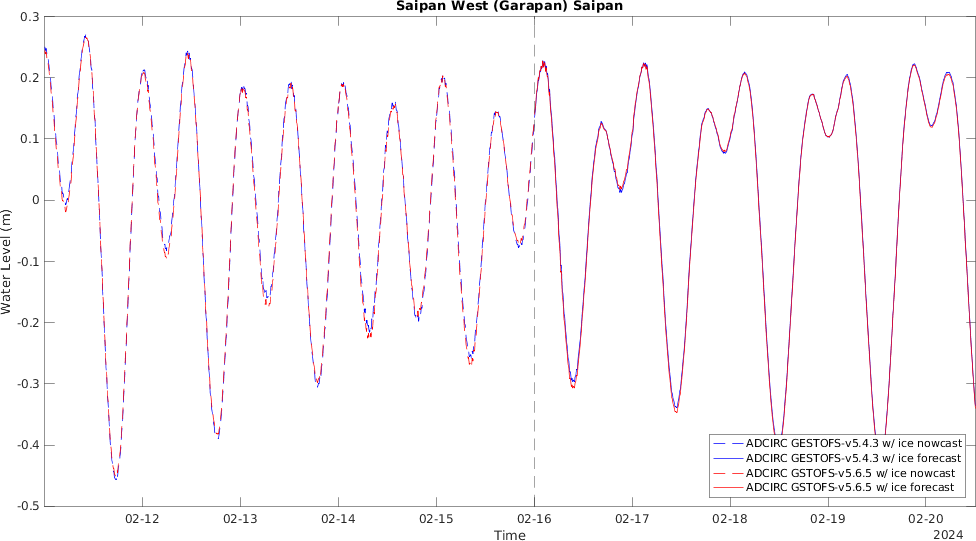 Saipan West (Garapan) Saipan
0.3
0.2
0.1
0
-0.1
-0.2
-0.3
-0.4
-0.5
Water Level (m)
ADCIRC GESTOFS-v5.4.3 w/ ice nowcast
ADCIRC GESTOFS-v5.4.3 w/ ice forecast
ADCIRC GSTOFS-v5.6.5 w/ ice nowcast
ADCIRC GSTOFS-v5.6.5 w/ ice forecast
02-12 02-13 02-14 02-15 02-16 02-17 02-18 02-19 02-20
Time
2024